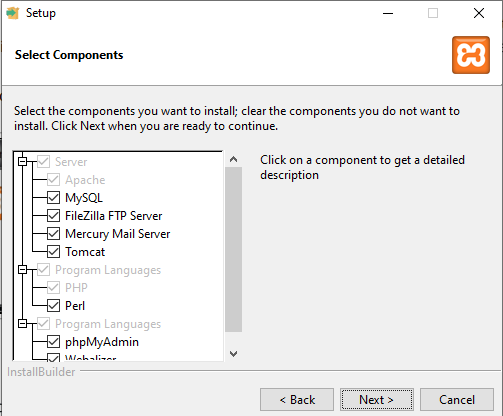 Setup
Select Components
Select the components you want to install; clear the components you do not want to
install. Click Next when you are ready to continue.
Server
Apache
MySQL
FileZilla FTP Server
Mercury Mail Server
Tomcat
Program Languages
PHP
Perl
Program Languages
phpMyAdmin
Webalizer
Click on a component to get a detailed
description
InstallBuilder
< Back
Next >
Cancel